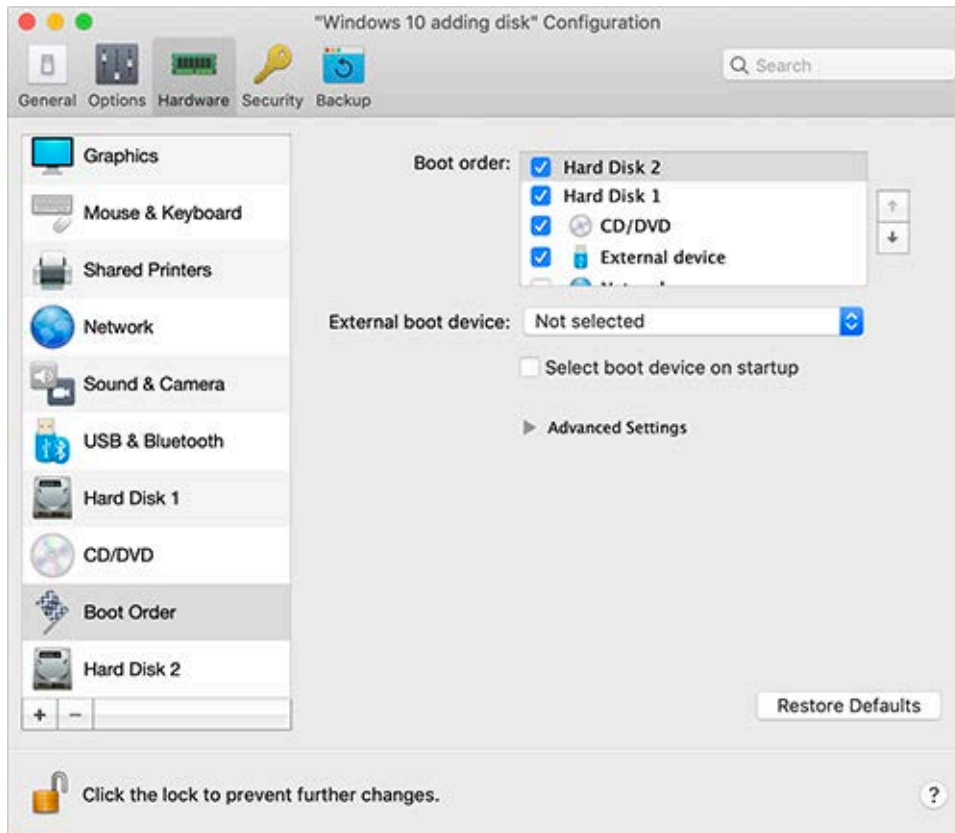 "Windows 10 adding disk" Configuration
General Options Hardware Security Backup
Search
Graphics
Mouse & Keyboard
Shared Printers
Network
Sound & Camera
USB & Bluetooth
Hard Disk 1
CD/DVD
Boot Order
Hard Disk 2
+ −
Boot order:
Hard Disk 2
Hard Disk 1
CD/DVD
External device
External boot device: Not selected
Select boot device on startup
Advanced Settings
Restore Defaults
Click the lock to prevent further changes.
?